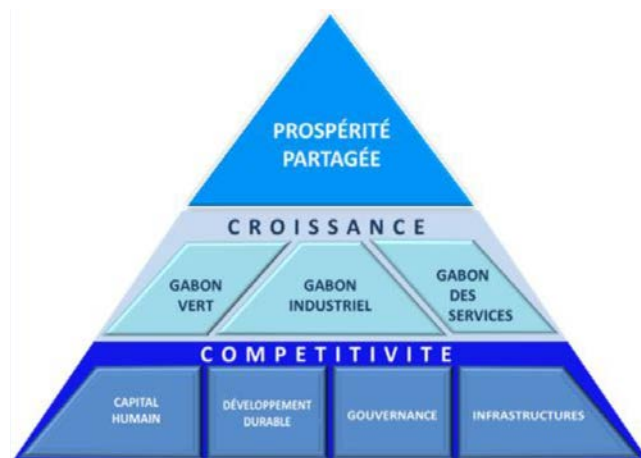 PROSPÉRITÉ
PARTAGÉE
CROISSANCE
GABON
VERT
GABON
INDUSTRIEL
GABON
DES
SERVICES
COMPETITIVITE
CAPITAL
HUMAIN
DÉVELOPPEMENT
DURABLE
GOUVERNANCE
INFRASTRUCTURES